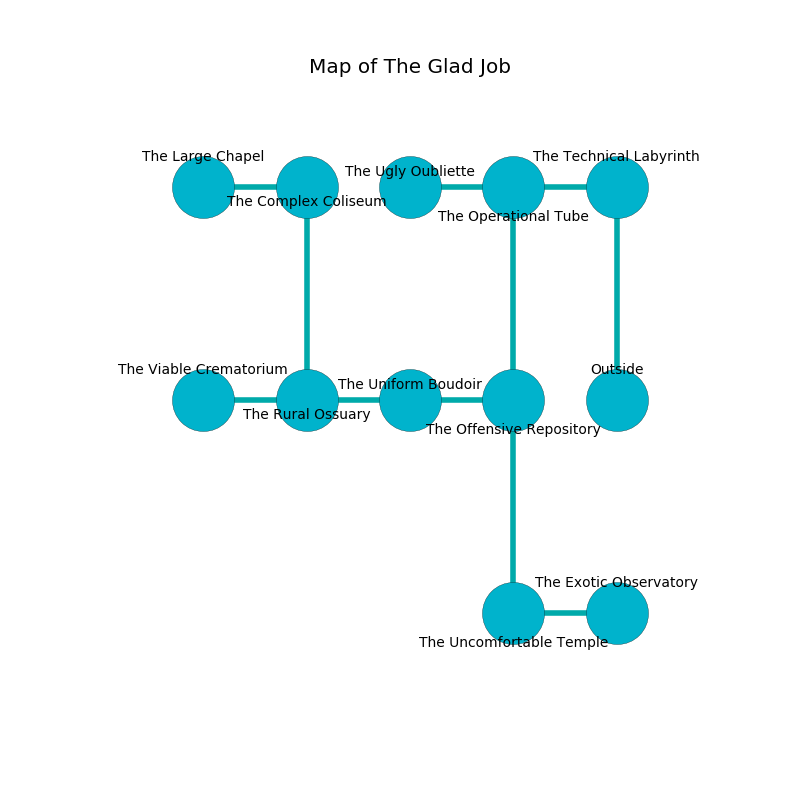 Map of The Glad Job
The Large Chapel
The Technical Labyrinth
The Ugly Oubliette
The Complex Coliseum
The Operational Tube
The Viable Crematorium
Outside
The Uniform Boudoir
The Rural Ossuary
The Offensive Repository
The Exotic Observatory
The Uncomfortable Temple